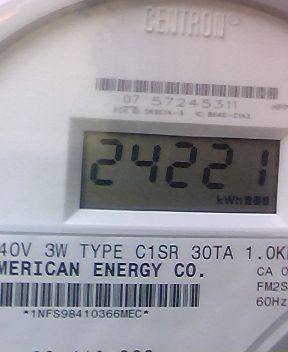 CENTRON
07 57245311
24221
kWh
40V 3W TYPE C1SR 30TA 1.0K
MERICAN ENERGY CO.
CA 0
FM2S
60Hz
*1NFS98410366MEC*